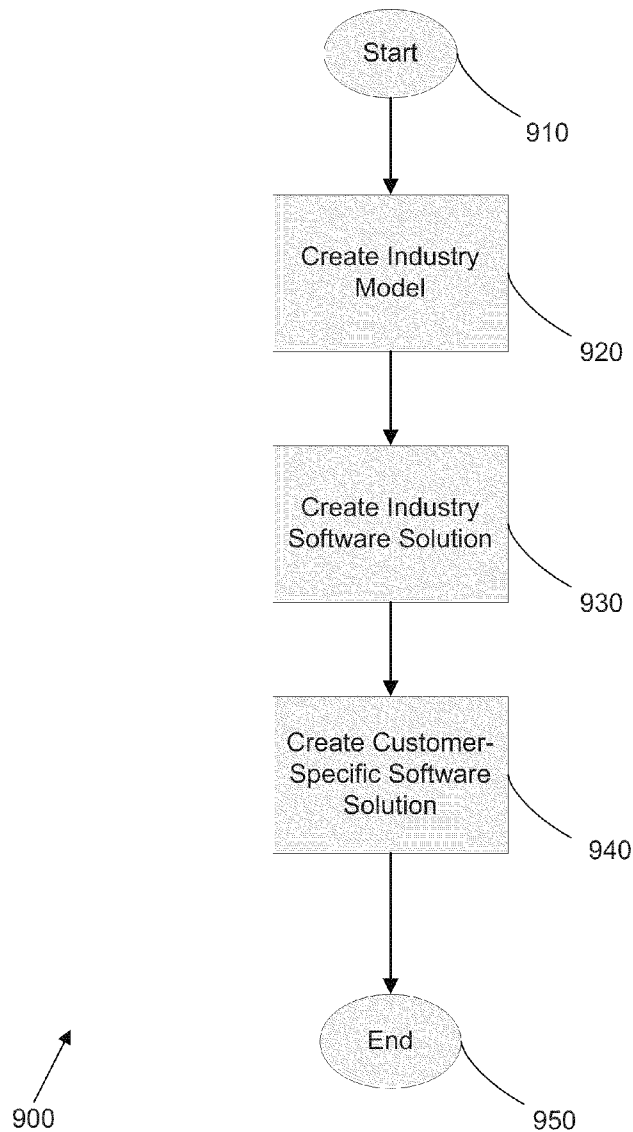 Start
910
Create Industry
Model
920
Create Industry
Software Solution
930
Create Customer-
Specific Software
Solution
940
End
950
900